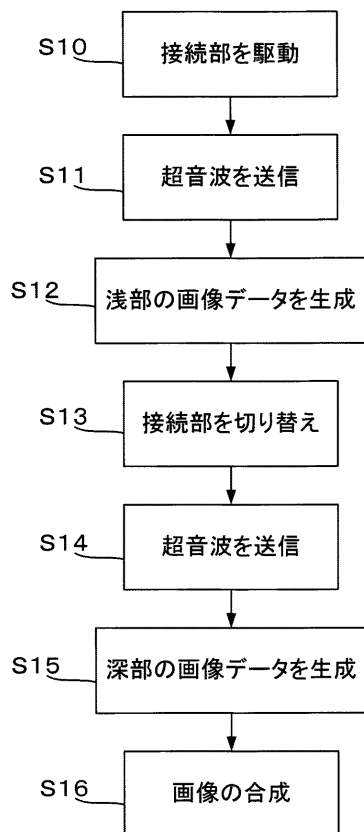 S10
接続部を駆動
S11
超音波を送信
S12
浅部の画像データを生成
S13
接続部を切り替え
S14
超音波を送信
S15
深部の画像データを生成
S16
画像の合成